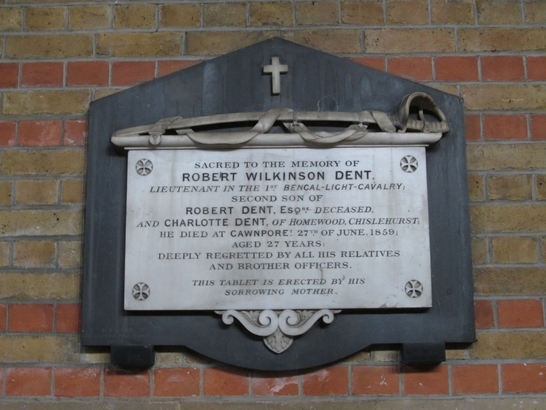 SACRED TO THE MEMORY OF
ROBERT WILKINSON DENT,
LIEUTENANT IN THE 1ST BENGAL-LIGHT-CAVALRY;
SECOND SON OF
ROBERT DENT, ESQRE DECEASED,
AND CHARLOTTE DENT, OF HOMEWOOD, CHISLEHURST:
HE DIED AT CAWNPORE! 27TH OF JUNE. 1859;
AGED 27 YEARS:
DEEPLY REGRETTED BY ALL HIS RELATIVES
AND BROTHER OFFICERS.
THIS TABLET IS ERECTED BY HIS
SORROWING MOTHER.